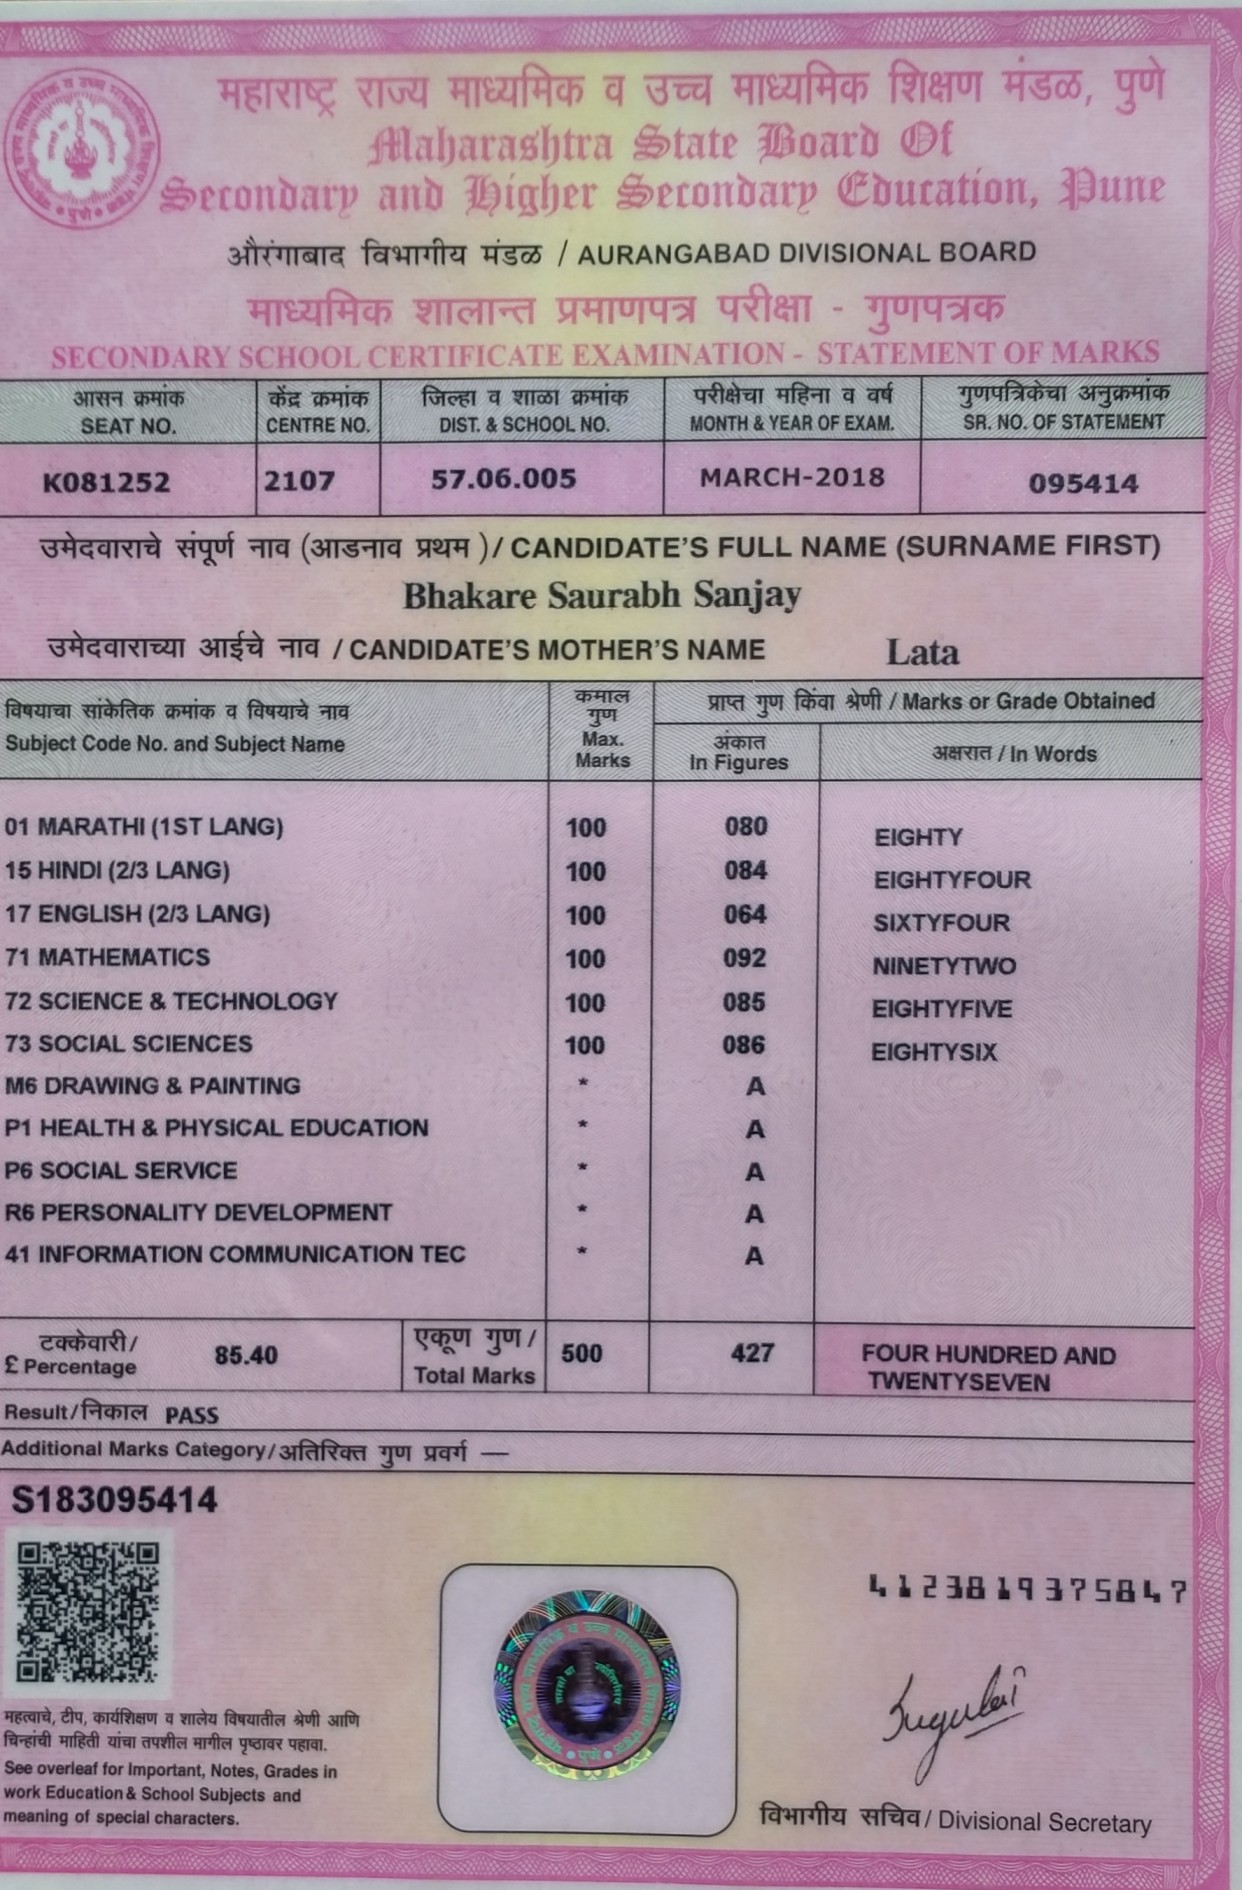 महाराष्ट्र राज्य माध्यमिक व उच्च माध्यमिक शिक्षण मंडळ, पुणे
Maharashtra State Board Of
Secondary and Higher Secondary Education, Pune
औरंगाबाद विभागीय मंडळ / AURANGABAD DIVISIONAL BOARD
माध्यमिक शालान्त प्रमाणपत्र परीक्षा - गुणपत्रक
SECONDARY SCHOOL CERTIFICATE EXAMINATION - STATEMENT OF MARKS
आसन क्रमांक केंद्र क्रमांक जिल्हा व शाळा क्रमांक परीक्षेचा महिना व वर्ष गुणपत्रिकेचा अनुक्रमांक
SEAT NO. CENTRE NO. DIST. & SCHOOL NO. MONTH & YEAR OF EXAM. SR. NO. OF STATEMENT
K081252 2107 57.06.005 MARCH-2018 095414
उमेदवाराचे संपूर्ण नाव (आडनाव प्रथम )/ CANDIDATE'S FULL NAME (SURNAME FIRST)
Bhakare Saurabh Sanjay
उमेदवाराच्या आईचे नाव / CANDIDATE'S MOTHER'S NAME Lata
विषयाचा सांकेतिक क्रमांक व विषयाचे नाव
Subject Code No. and Subject Name
कमाल
गुण
Max.
Marks
प्राप्त गुण किंवा श्रेणी / Marks or Grade Obtained
अंकात
In Figures
अक्षरात / In Words
01 MARATHI (1ST LANG) 100 080 EIGHTY
15 HINDI (2/3 LANG) 100 084 EIGHTYFOUR
17 ENGLISH (2/3 LANG) 100 064 SIXTYFOUR
71 MATHEMATICS 100 092 NINETYTWO
72 SCIENCE & TECHNOLOGY 100 085 EIGHTYFIVE
73 SOCIAL SCIENCES 100 086 EIGHTYSIX
M6 DRAWING & PAINTING * A
P1 HEALTH & PHYSICAL EDUCATION * A
P6 SOCIAL SERVICE * A
R6 PERSONALITY DEVELOPMENT * A
41 INFORMATION COMMUNICATION TEC * A
टक्केवारी/
£ Percentage
85.40
एकूण गुण /
Total Marks
500 427
FOUR HUNDRED AND
TWENTYSEVEN
Result/निकाल PASS
Additional Marks Category/अतिरिक्त गुण प्रवर्ग —
S183095414
4123819375847
महत्वाचे, टीप, कार्यशिक्षण व शालेय विषयातील श्रेणी आणि
चिन्हांची माहिती यांचा तपशील मागील पृष्ठावर पहावा.
See overleaf for Important, Notes, Grades in
work Education & School Subjects and
meaning of special characters.
विभागीय सचिव / Divisional Secretary